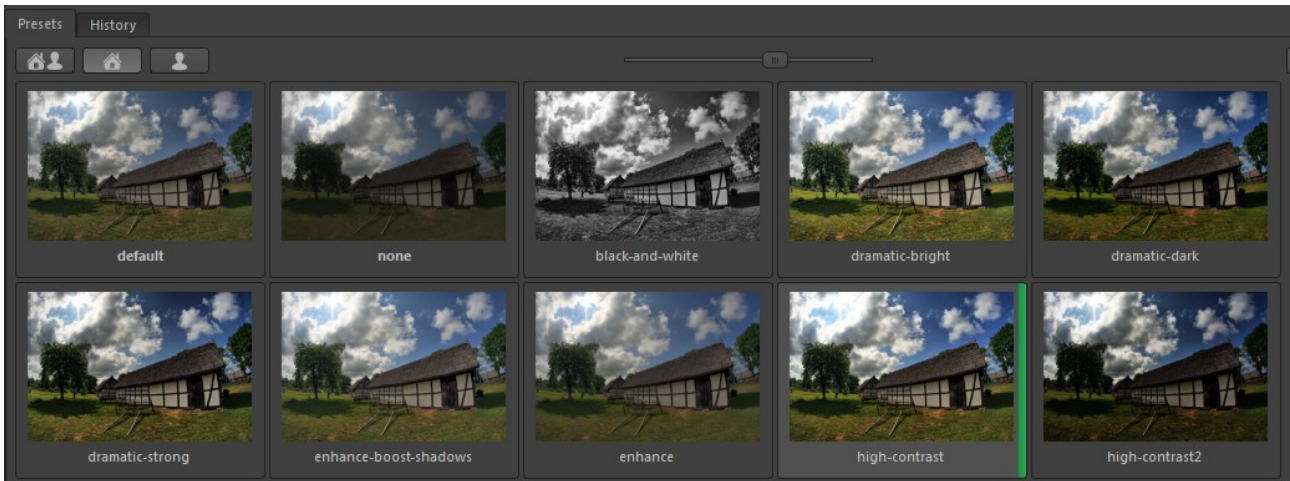 Presets
History
default
none
black-and-white
dramatic-bright
dramatic-dark
dramatic-strong
enhance-boost-shadows
enhance
high-contrast
high-contrast2